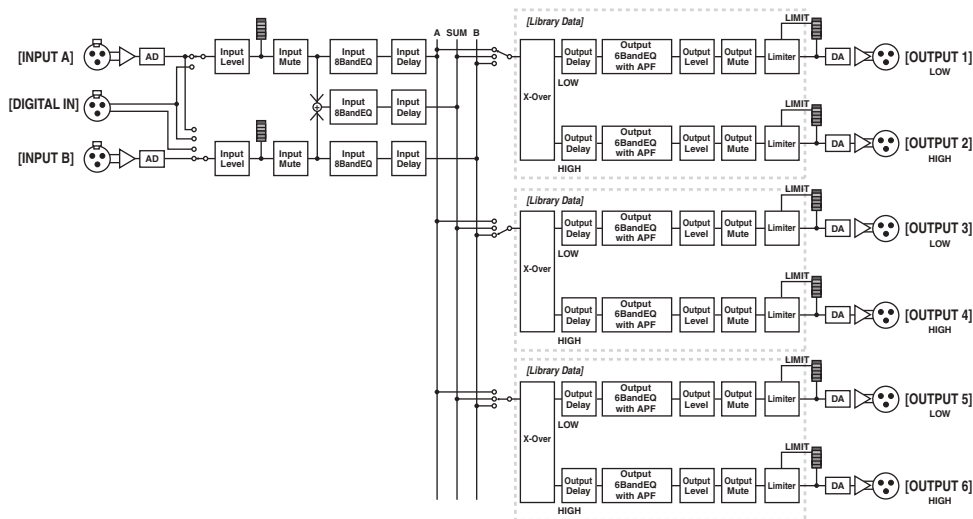 A SUM B
[Library Data]
LIMIT
[INPUT A]
AD
Input Level
Input Mute
Input 8BandEQ
Input Delay
X-Over
Output Delay
LOW
Output 6BandEQ with APF
Output Level
Output Mute
Limiter
DA
[OUTPUT 1]
LOW
[DIGITAL IN]
Input 8BandEQ
Input Delay
LIMIT
[INPUT B]
AD
Input Level
Input Mute
Input 8BandEQ
Input Delay
Output Delay
HIGH
Output 6BandEQ with APF
Output Level
Output Mute
Limiter
DA
[OUTPUT 2]
HIGH
[Library Data]
LIMIT
X-Over
Output Delay
LOW
Output 6BandEQ with APF
Output Level
Output Mute
Limiter
DA
[OUTPUT 3]
LOW
LIMIT
Output Delay
HIGH
Output 6BandEQ with APF
Output Level
Output Mute
Limiter
DA
[OUTPUT 4]
HIGH
[Library Data]
LIMIT
X-Over
Output Delay
LOW
Output 6BandEQ with APF
Output Level
Output Mute
Limiter
DA
[OUTPUT 5]
LOW
LIMIT
Output Delay
HIGH
Output 6BandEQ with APF
Output Level
Output Mute
Limiter
DA
[OUTPUT 6]
HIGH